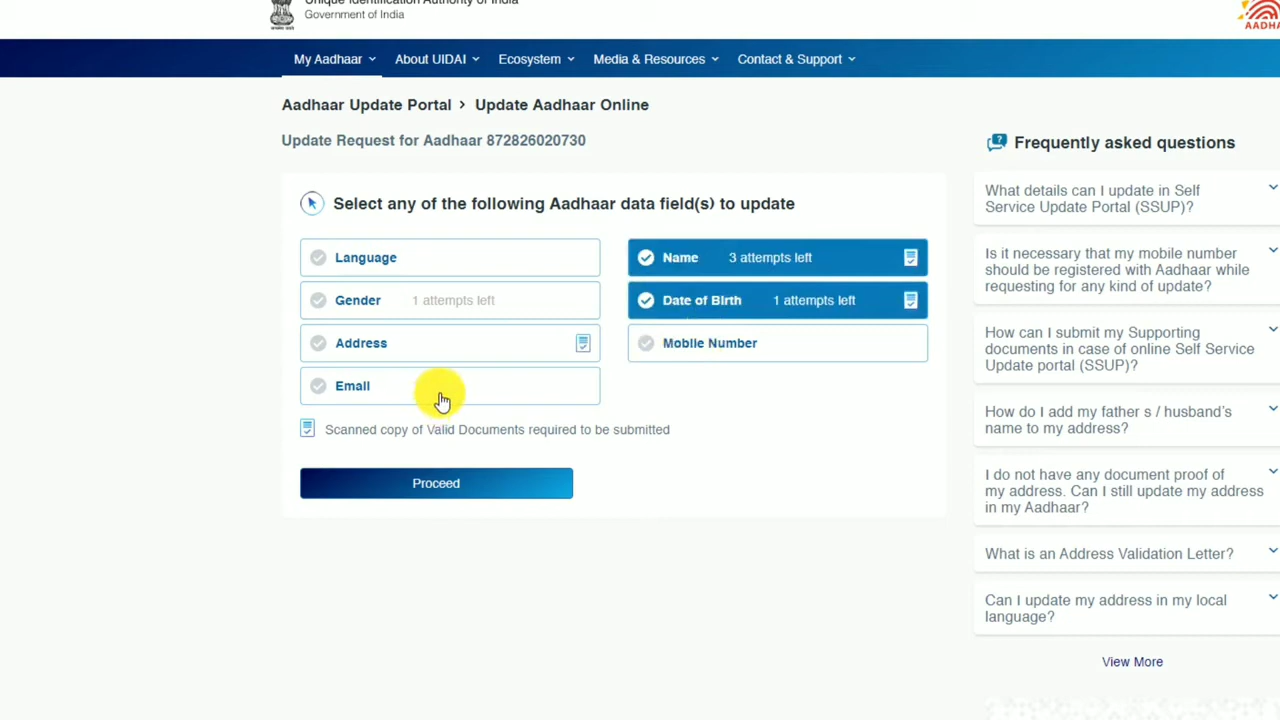 Unique Identification Authority of India
Government of India
AADHA
My Aadhaar
About UIDAI
Ecosystem
Media & Resources
Contact & Support
Aadhaar Update Portal > Update Aadhaar Online
Update Request for Aadhaar 872826020730
Select any of the following Aadhaar data field(s) to update
Language
Name 3 attempts left
Gender 1 attempts left
Date of Birth 1 attempts left
Address
Mobile Number
Email
Scanned copy of Valid Documents required to be submitted
Proceed
Frequently asked questions
What details can I update in Self
Service Update Portal (SSUP)?
Is it necessary that my mobile number
should be registered with Aadhaar while
requesting for any kind of update?
How can I submit my Supporting
documents in case of online Self Service
Update portal (SSUP)?
How do I add my father s / husband's
name to my address?
I do not have any document proof of
my address. Can I still update my address
in my Aadhaar?
What is an Address Validation Letter?
Can I update my address in my local
language?
View More